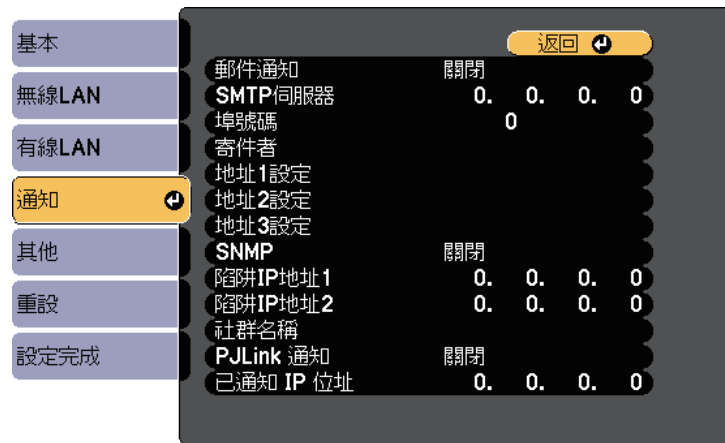 基本
無線LAN
有線LAN
通知
其他
重設
設定完成
返回
郵件通知 關閉
SMTP伺服器 0. 0. 0. 0
埠號碼 0
寄件者
地址1設定
地址2設定
地址3設定
SNMP 關閉
陷阱IP地址1 0. 0. 0. 0
陷阱IP地址2 0. 0. 0. 0
社群名稱
PJLink 通知 關閉
已通知 IP 位址 0. 0. 0. 0